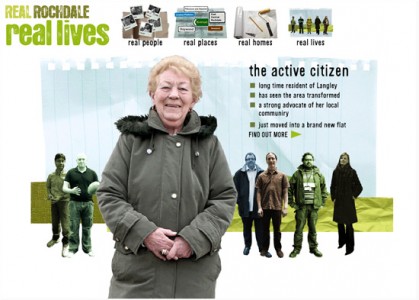 REAL ROCHDALE
real lives
real people
real places
real homes
real lives
the active citizen
long time resident of Langley
has seen the area transformed
a strong advocate of her local
community
just moved into a brand new flat
FIND OUT MORE